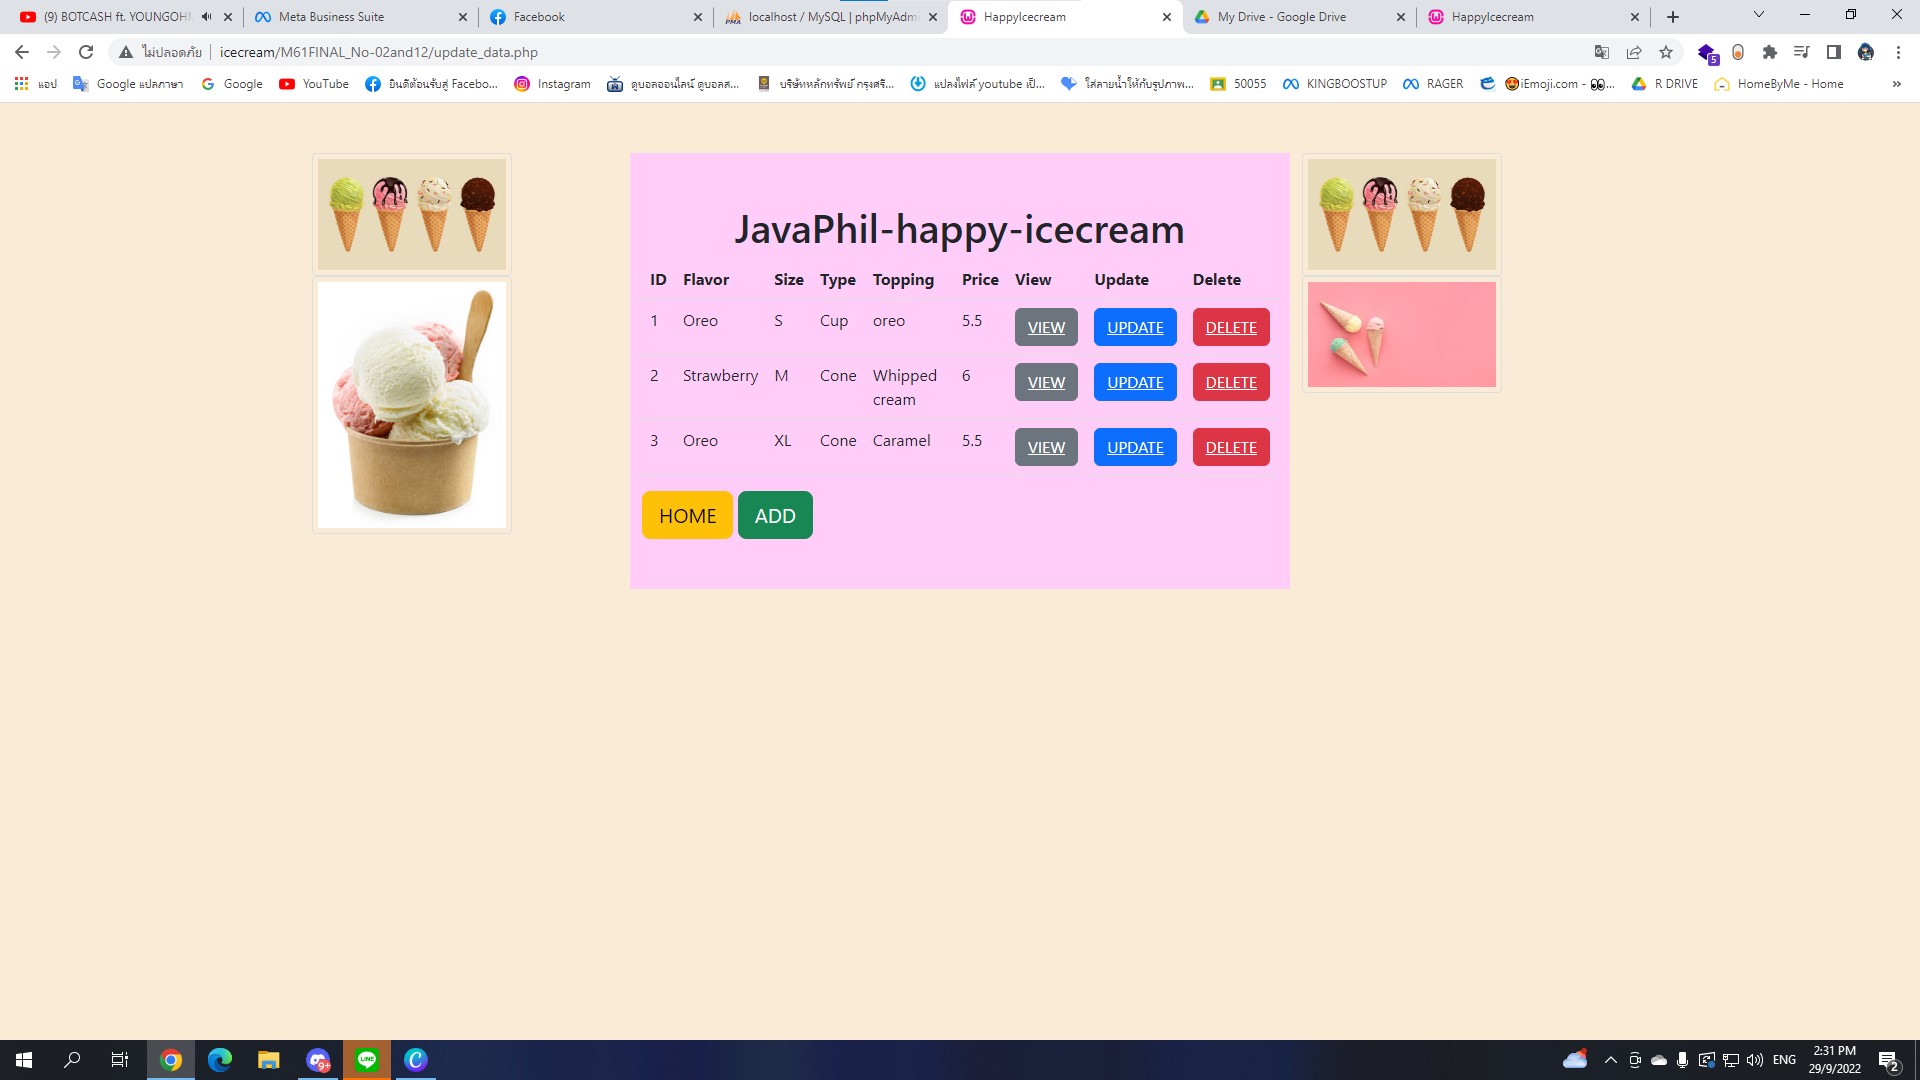 (9) BOTCASH ft. YOUNGOH
Meta Business Suite
Facebook
localhost / MySQL | phpMyAdm
HappyIcecream
My Drive - Google Drive
HappyIcecream
ไม่ปลอดภัย
icecream/M61FINAL_No-02and12/update_data.php
5
แอป
Google แปลภาษา
Google
YouTube
ยินดีต้อนรับสู่ Facebo...
Instagram
ดูบอลออนไลน์ ดูบอลส...
บริษัทหลักทรัพย์ กรุงศรี...
แปลงไฟล์ youtube เป็...
ใส่ลายน้ำให้กับรูปภาพ...
50055
KINGBOOSTUP
RAGER
😍iEmoji.com - 👀...
R DRIVE
HomeByMe - Home
»
JavaPhil-happy-icecream
ID Flavor Size Type Topping Price View Update Delete
1 Oreo S Cup oreo 5.5 VIEW UPDATE DELETE
2 Strawberry M Cone Whipped cream 6 VIEW UPDATE DELETE
3 Oreo XL Cone Caramel 5.5 VIEW UPDATE DELETE
HOME ADD
9+
LINE
ENG
2:31 PM
29/9/2022
2